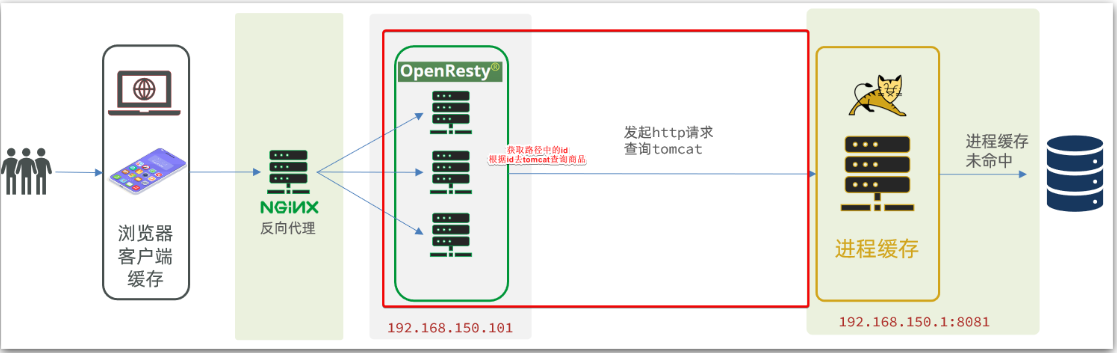 浏览器
客户端
缓存
NGINX
反向代理
OpenResty®
获取路径中的id
根据id去tomcat查询商品
192.168.150.101
发起http请求
查询tomcat
进程缓存
192.168.150.1:8081
进程缓存
未命中